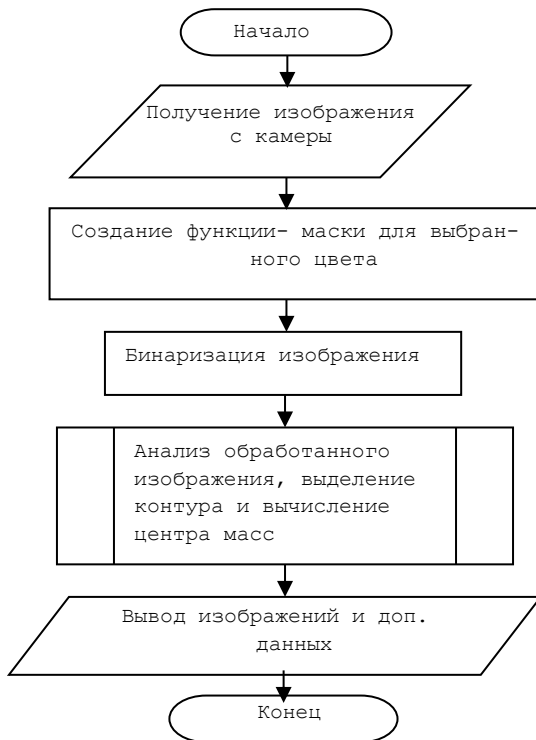 Начало
Получение изображения
с камеры
Создание функции- маски для выбран-
ного цвета
Бинаризация изображения
Анализ обработанного
изображения, выделение
контура и вычисление
центра масс
Вывод изображений и доп.
данных
Конец